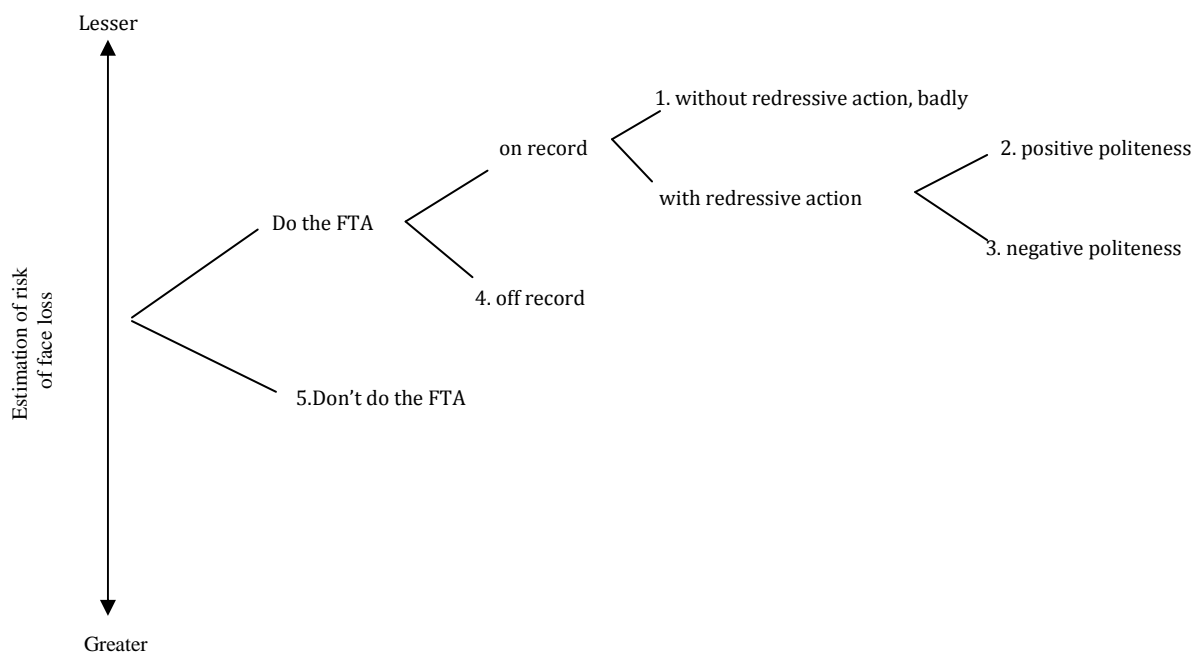 Lesser
1. without redressive action, badly
on record
2. positive politeness
with redressive action
Do the FTA
3. negative politeness
4. off record
Estimation of risk
of face loss
5.Don’t do the FTA
Greater